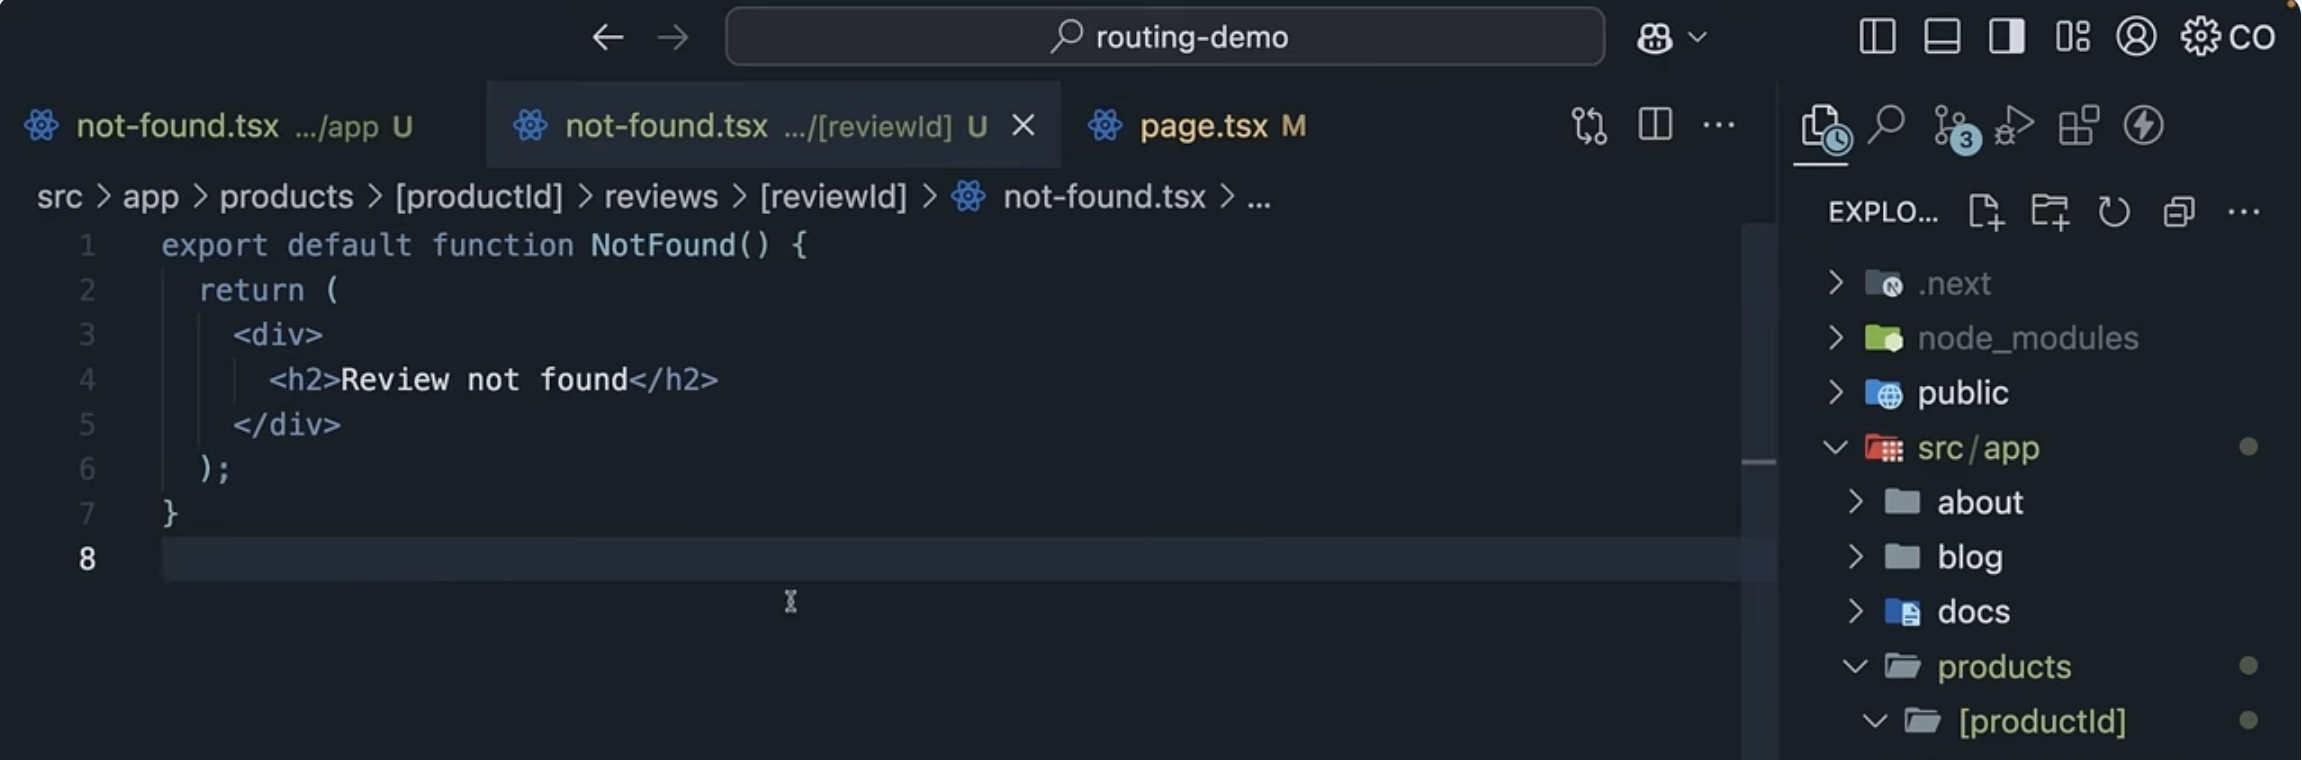 routing-demo
CO
not-found.tsx .../app U
not-found.tsx .../[reviewId] U
page.tsx M
3
src > app > products > [productId] > reviews > [reviewId] > not-found.tsx > ...
EXPLO...
1 export default function NotFound() {
2 return (
3 <div>
4 <h2>Review not found</h2>
5 </div>
6 );
7 }
8
.next
node_modules
public
src/app
about
blog
docs
products
[productId]